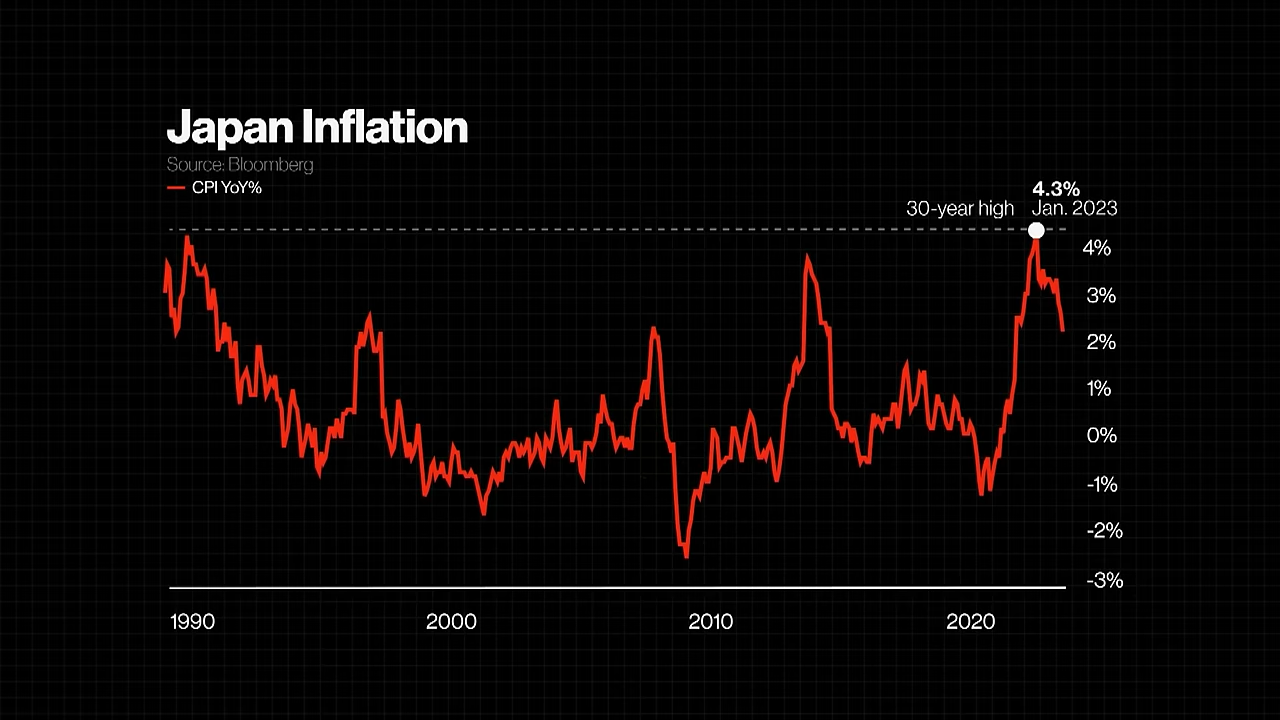 Japan Inflation
Source: Bloomberg
CPI YoY%
4.3%
30-year high Jan. 2023
4%
3%
2%
1%
0%
-1%
-2%
-3%
1990 2000 2010 2020